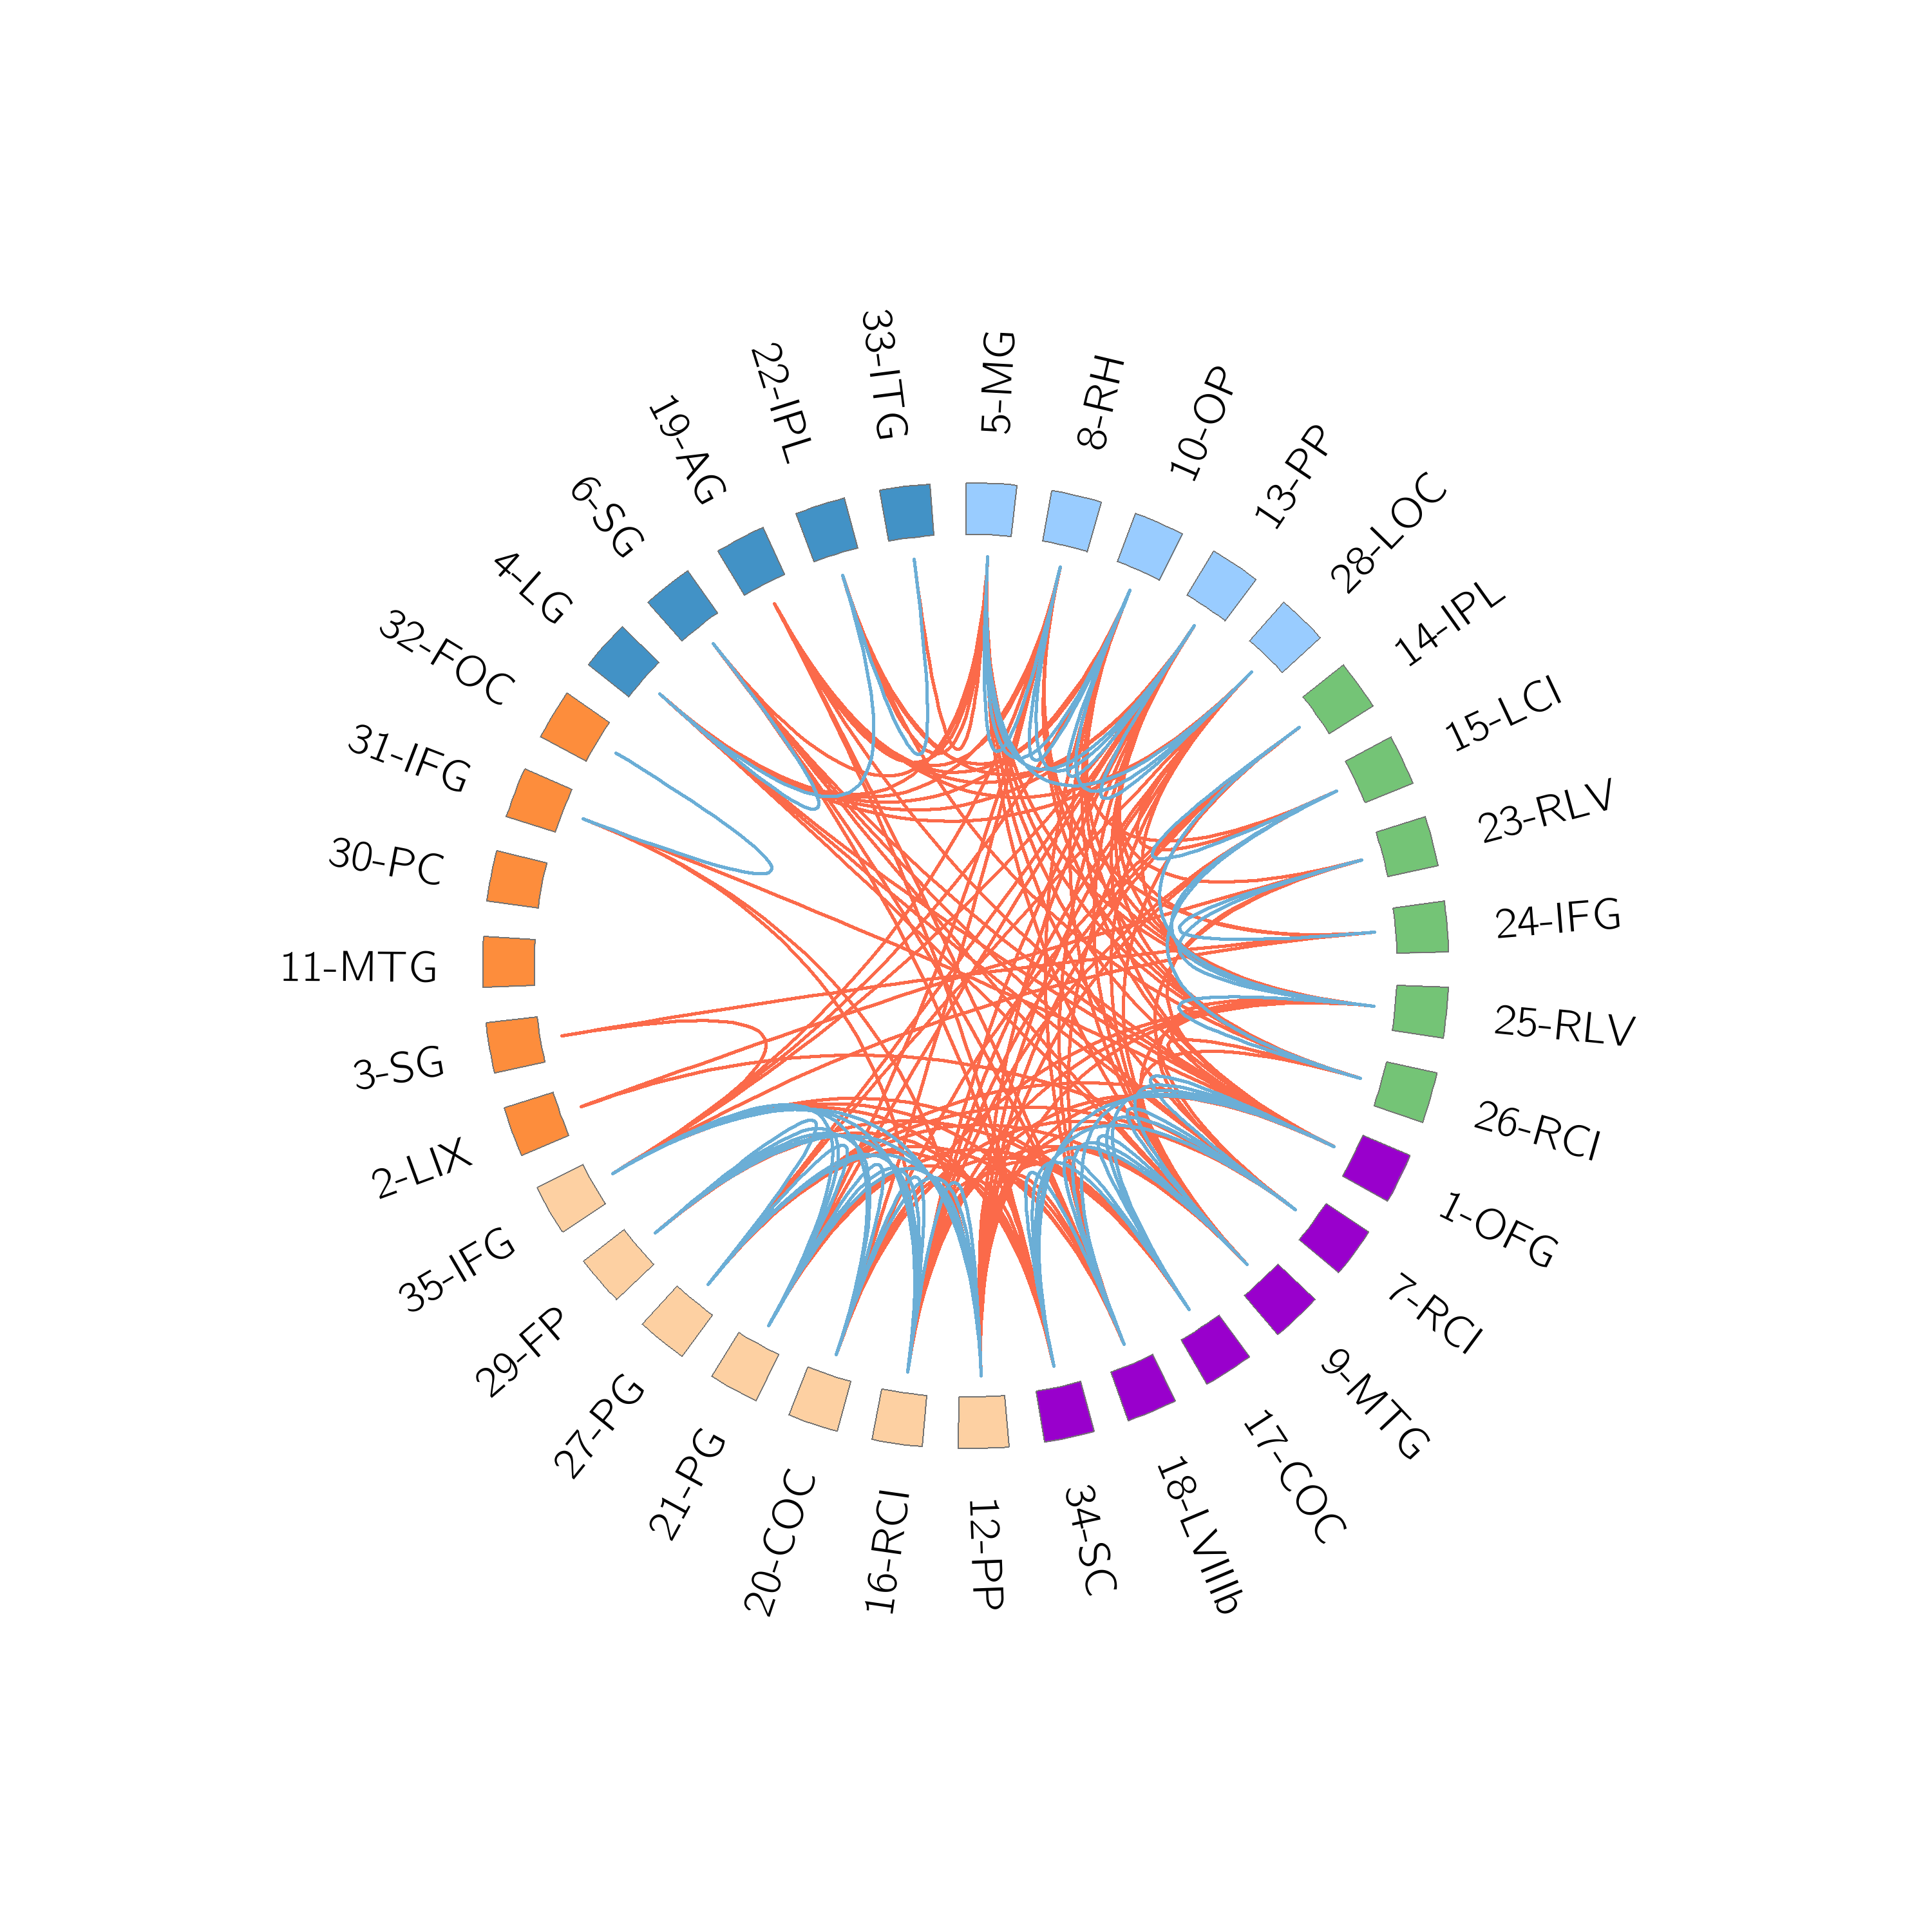 5-MG
8-RH
10-OP
13-PP
28-LOC
14-IPL
15-LCI
23-RLV
24-IFG
25-RLV
26-RCI
1-OFG
7-RCI
9-MTG
17-COC
18-LVIIIb
34-SC
12-PP
16-RCI
20-COC
21-PG
27-PG
29-FP
35-IFG
2-LIX
3-SG
11-MTG
30-PC
31-IFG
32-FOC
4-LG
6-SG
19-AG
22-IPL
33-ITG